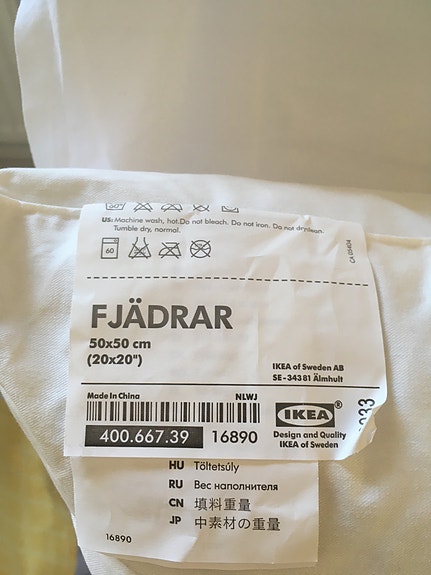 US: Machine wash, hot.Do not bleach. Do not iron. Do not dryclean.
Tumble dry, normal.
60
CA 05404
FJÄDRAR
50x50 cm
(20x20")
IKEA of Sweden AB
SE-343 81 Älmhult
Made In China
NLWJ
400.667.39
16890
IKEA®
Design and Quality
IKEA of Sweden
HU Töltetsúly
RU Вес наполнителя
CN 填料重量
JP 中素材の重量
16890